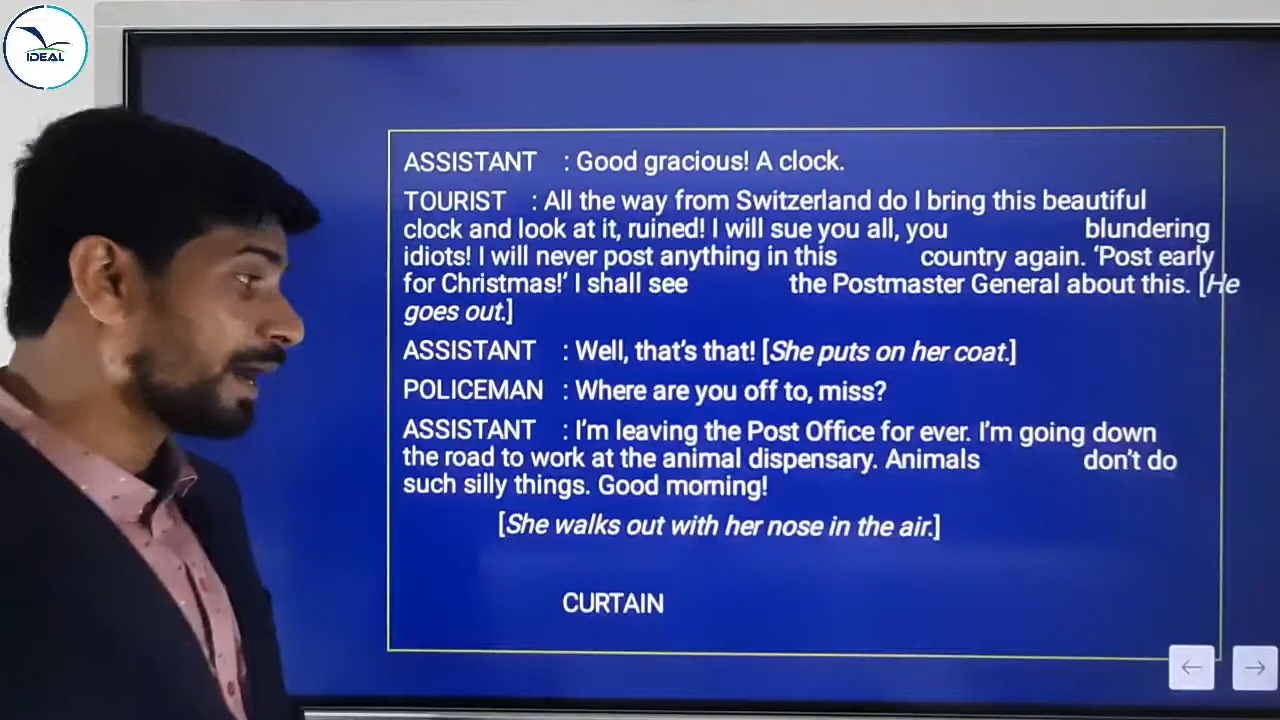 iDEAL
ASSISTANT : Good gracious! A clock.
TOURIST : All the way from Switzerland do I bring this beautiful
clock and look at it, ruined! I will sue you all, you blundering
idiots! I will never post anything in this country again. ‘Post early
for Christmas!’ I shall see the Postmaster General about this. [He
goes out.]
ASSISTANT : Well, that’s that! [She puts on her coat.]
POLICEMAN : Where are you off to, miss?
ASSISTANT : I’m leaving the Post Office for ever. I’m going down
the road to work at the animal dispensary. Animals don’t do
such silly things. Good morning!
[She walks out with her nose in the air.]
CURTAIN